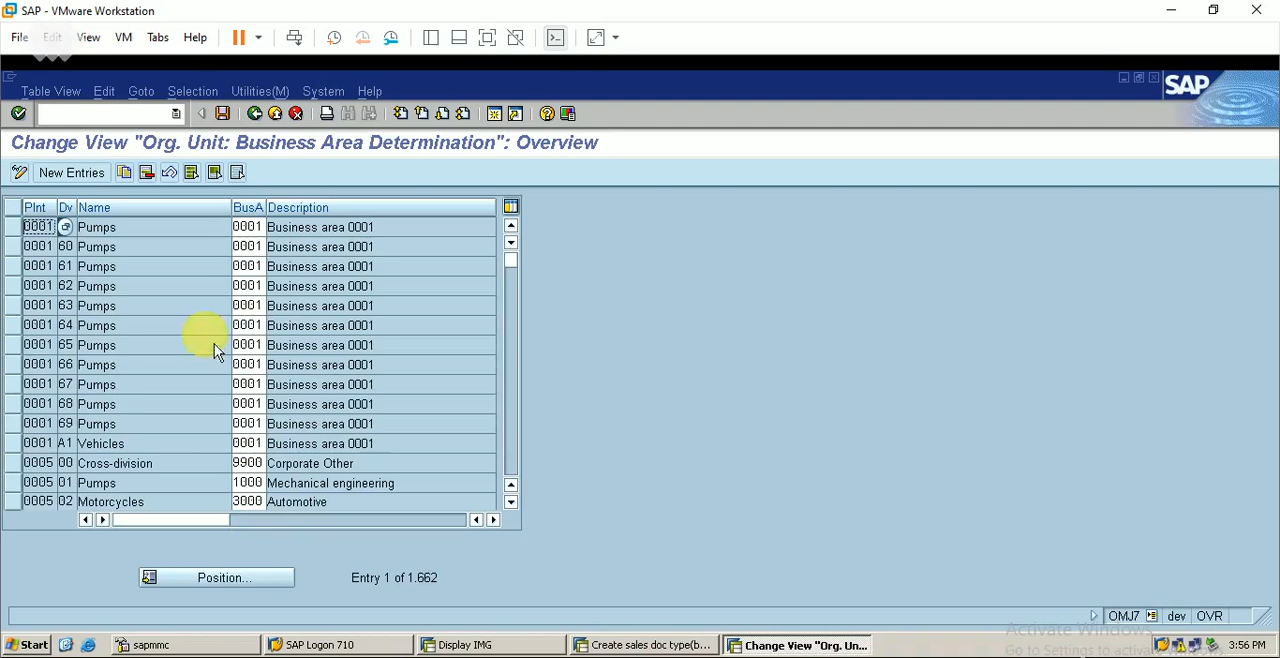 SAP - VMware Workstation
File Edit View VM Tabs Help
Table View Edit Goto Selection Utilities(M) System Help
SAP
Change View "Org. Unit: Business Area Determination": Overview
New Entries
Plnt Dv Name BusA Description
0001 Pumps 0001 Business area 0001
0001 60 Pumps 0001 Business area 0001
0001 61 Pumps 0001 Business area 0001
0001 62 Pumps 0001 Business area 0001
0001 63 Pumps 0001 Business area 0001
0001 64 Pumps 0001 Business area 0001
0001 65 Pumps 0001 Business area 0001
0001 66 Pumps 0001 Business area 0001
0001 67 Pumps 0001 Business area 0001
0001 68 Pumps 0001 Business area 0001
0001 69 Pumps 0001 Business area 0001
0001 A1 Vehicles 0001 Business area 0001
0005 00 Cross-division 9900 Corporate Other
0005 01 Pumps 1000 Mechanical engineering
0005 02 Motorcycles 3000 Automotive
Position... Entry 1 of 1.662
OMJ7 dev OVR
Activate Windows
Go to Settings to activate
Start sapmmc SAP Logon 710 Display IMG Create sales doc type(b... Change View "Org. Un... 3:56 PM